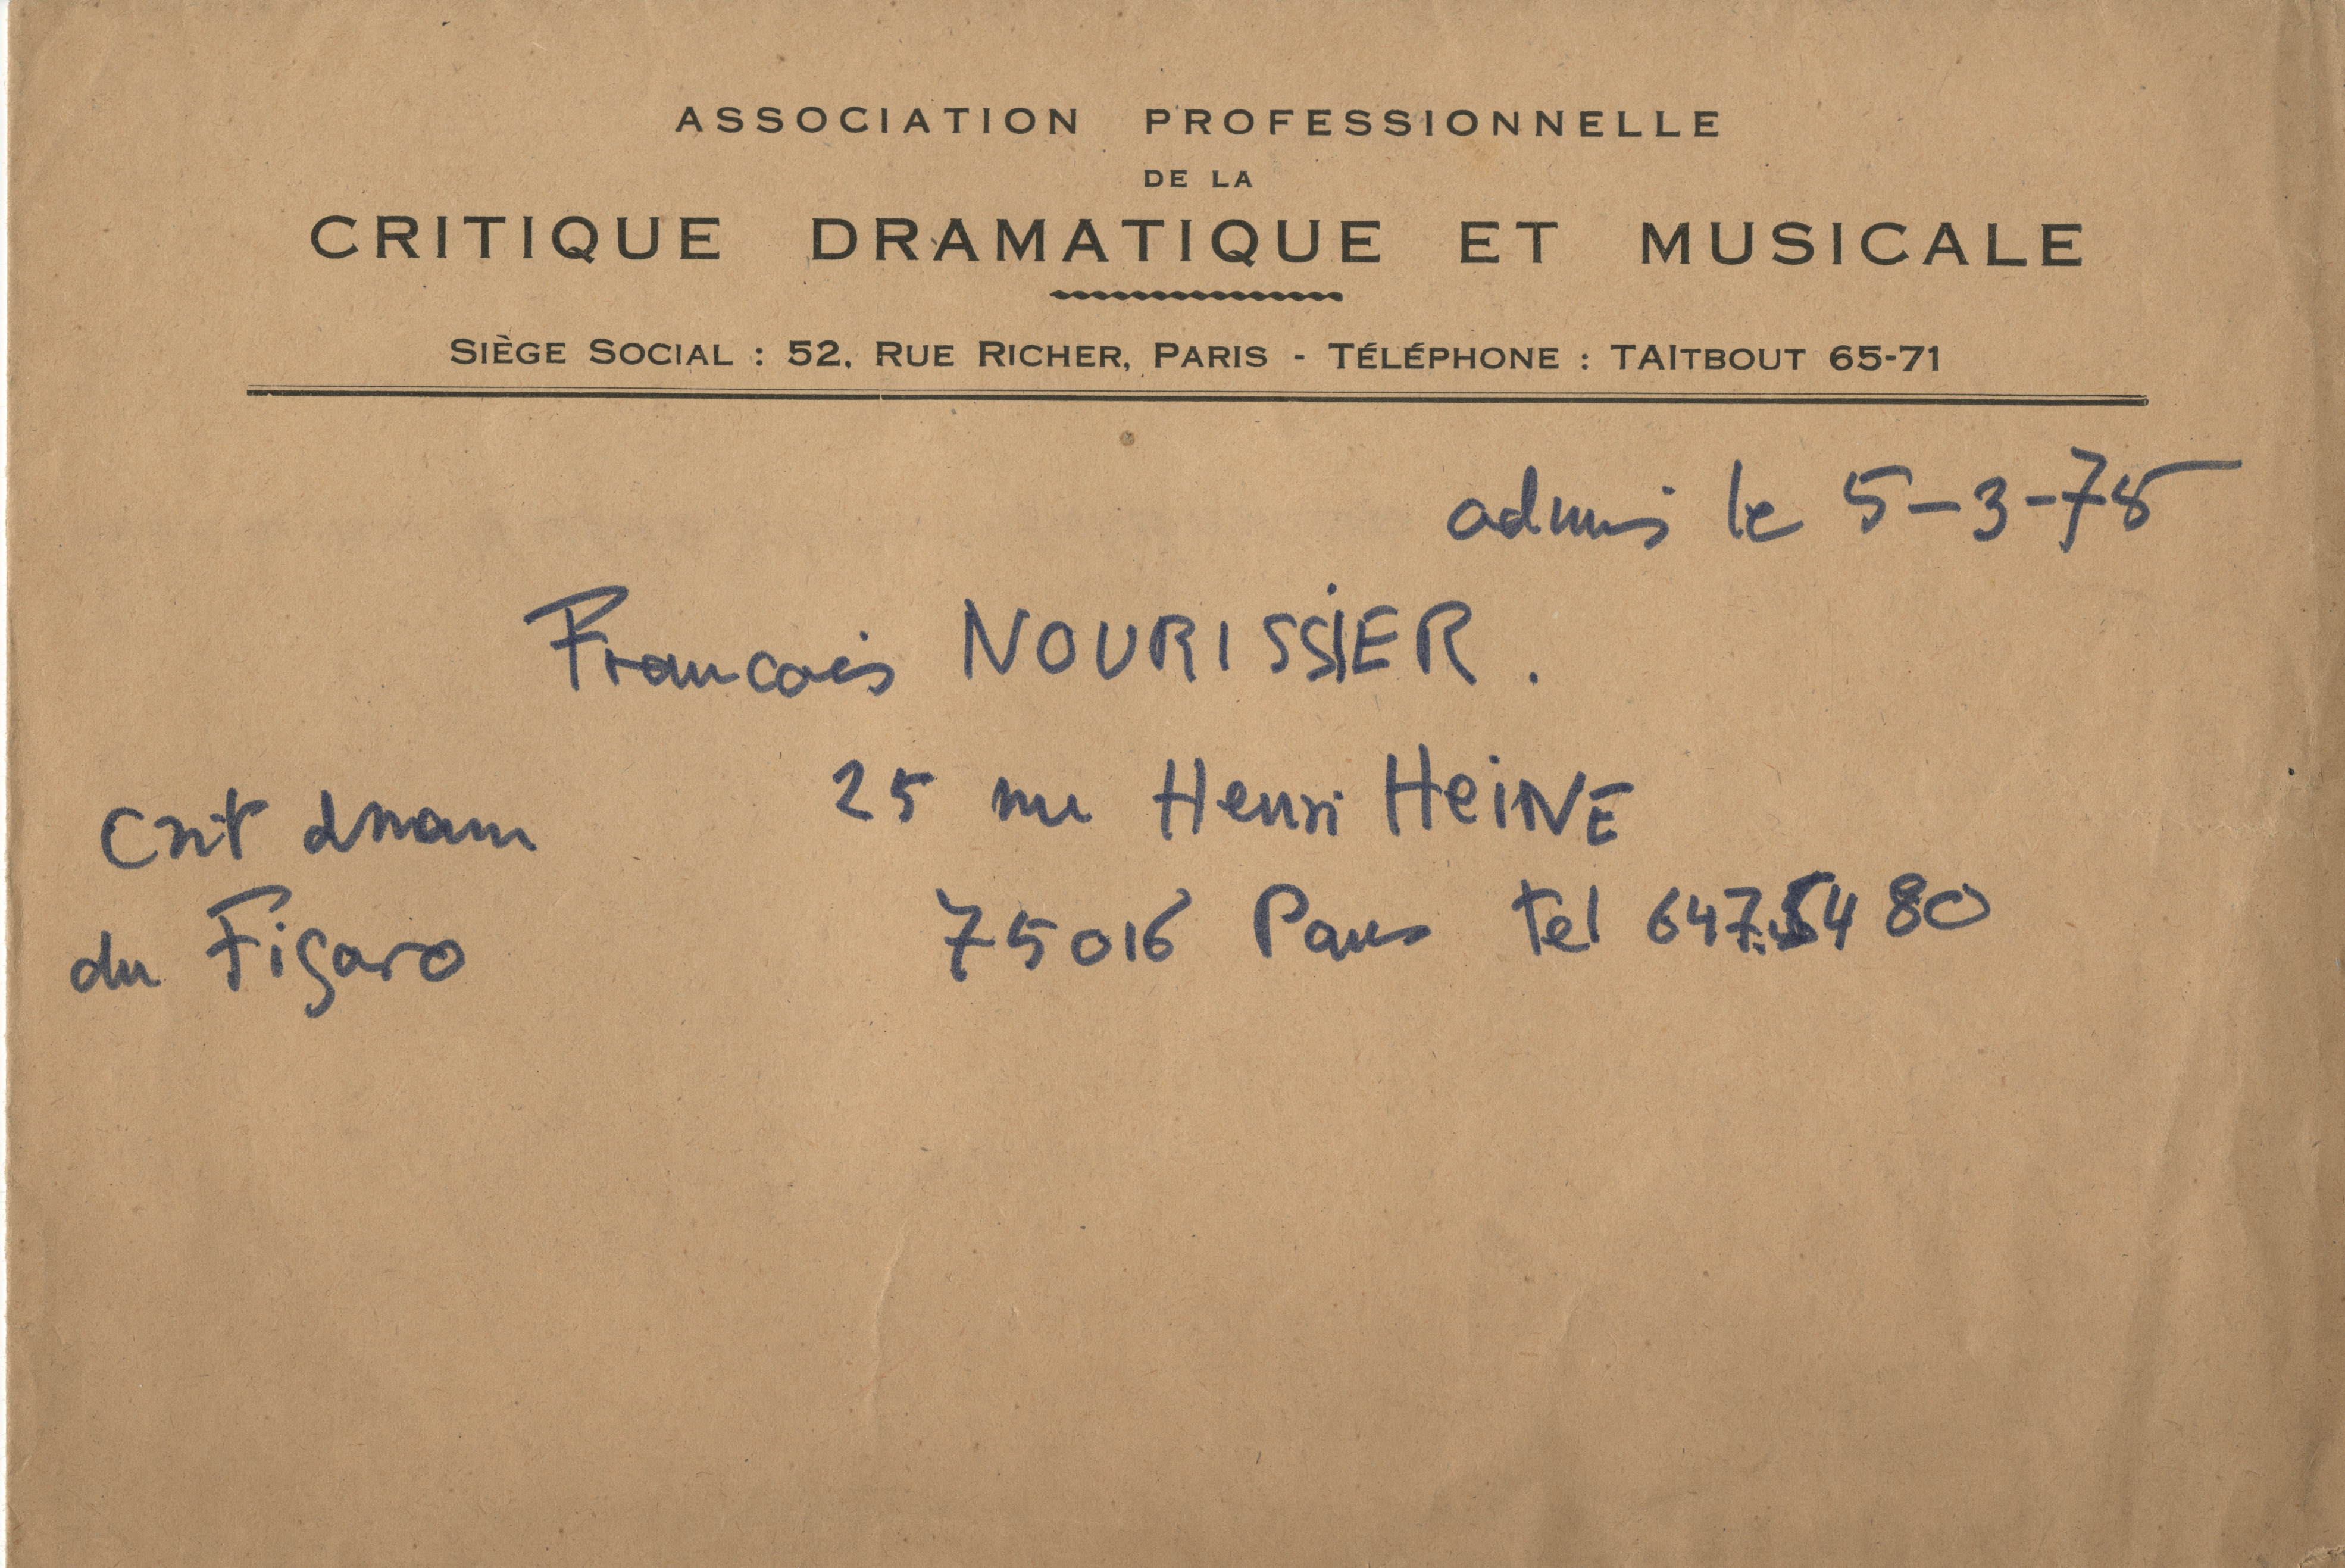 ASSOCIATION PROFESSIONNELLE
DE LA
CRITIQUE DRAMATIQUE ET MUSICALE
SIÈGE SOCIAL : 52, RUE RICHER, PARIS - TÉLÉPHONE : TAITBOUT 65-71
admis le 5-3-75
Francois NOURISSIER.
25 rue Henri HEINE
Crit dram
du Figaro
75016 Paris tel 647.54 80